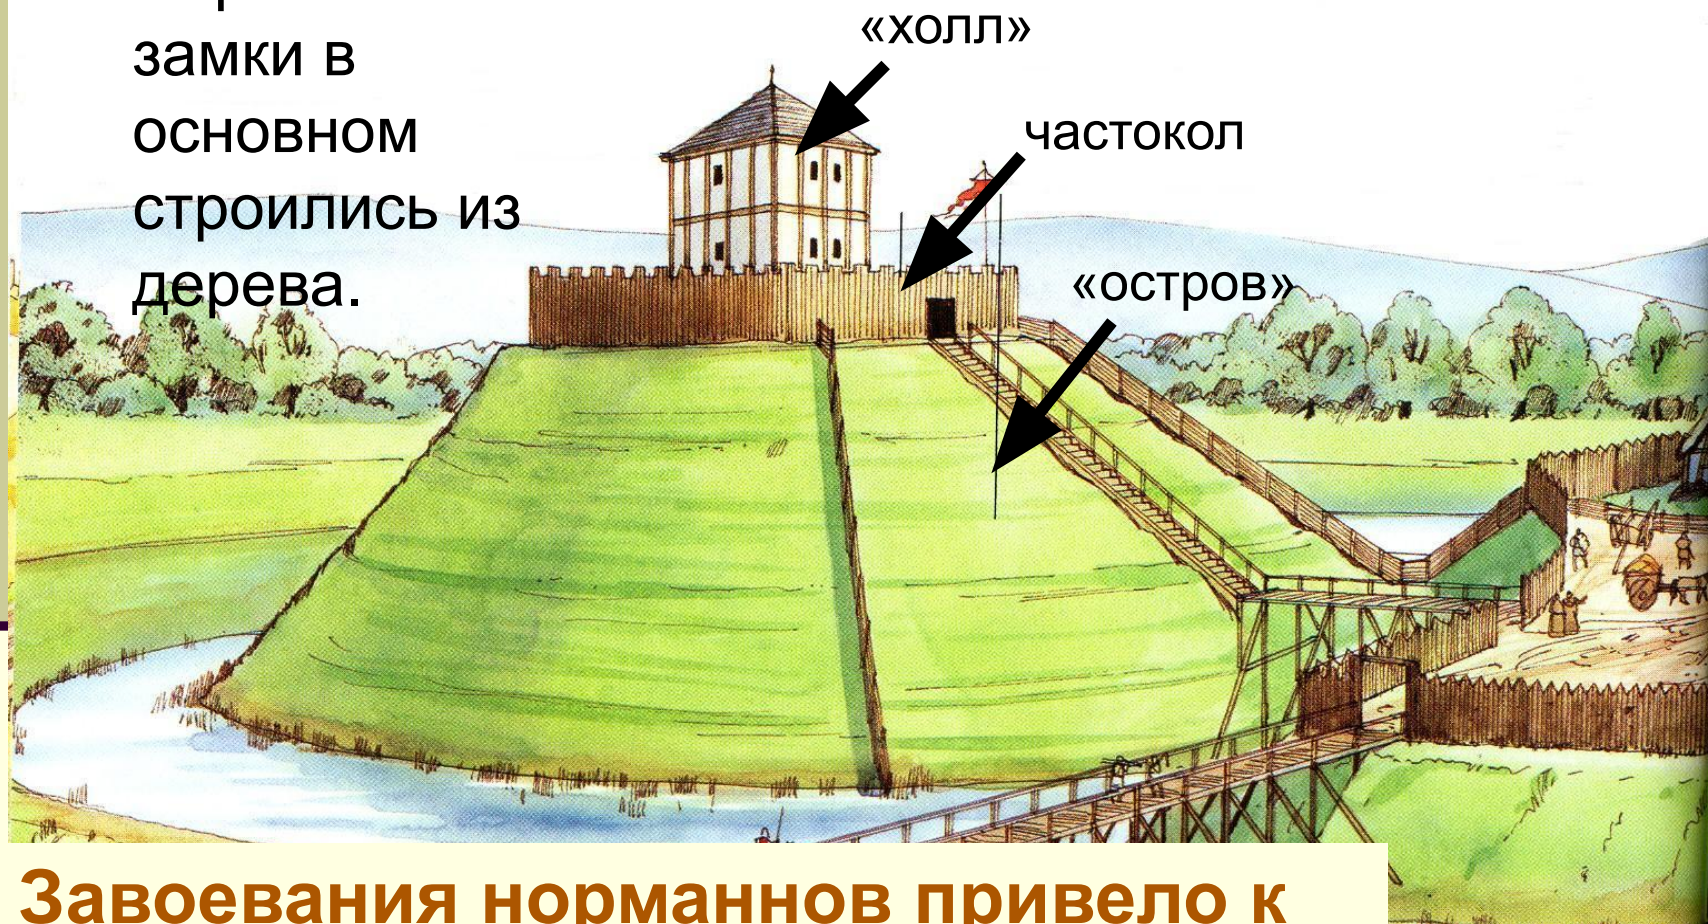 замки в
основном
строились из
дерева.
«холл»
частокол
«остров»
Завоевания норманнов привело к